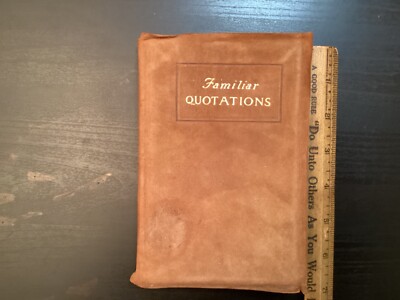 Familiar
QUOTATIONS
A GOOD RULE
"Do Unto Others As You Would